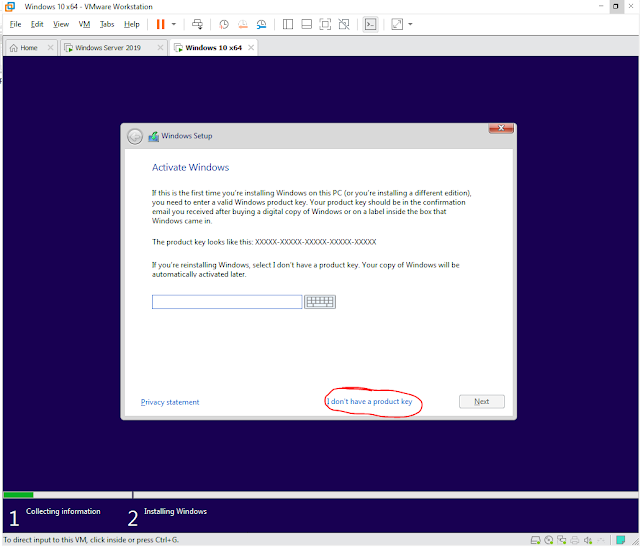 Windows 10 x64 - VMware Workstation
File Edit View VM Tabs Help
Home Windows Server 2019 Windows 10 x64
Windows Setup
Activate Windows
If this is the first time you're installing Windows on this PC (or you're installing a different edition),
you need to enter a valid Windows product key. Your product key should be in the confirmation
email you received after buying a digital copy of Windows or on a label inside the box that
Windows came in.
The product key looks like this: XXXXX-XXXXX-XXXXX-XXXXX-XXXXX
If you're reinstalling Windows, select I don't have a product key. Your copy of Windows will be
automatically activated later.
Privacy statement I don't have a product key Next
1 Collecting information 2 Installing Windows
To direct input to this VM, click inside or press Ctrl+G.